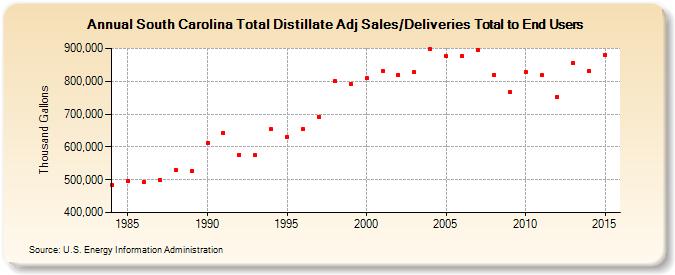 Annual South Carolina Total Distillate Adj Sales/Deliveries Total to End Users
Thousand Gallons
900,000
800,000
700,000
600,000
500,000
400,000
1985 1990 1995 2000 2005 2010 2015
Source: U.S. Energy Information Administration